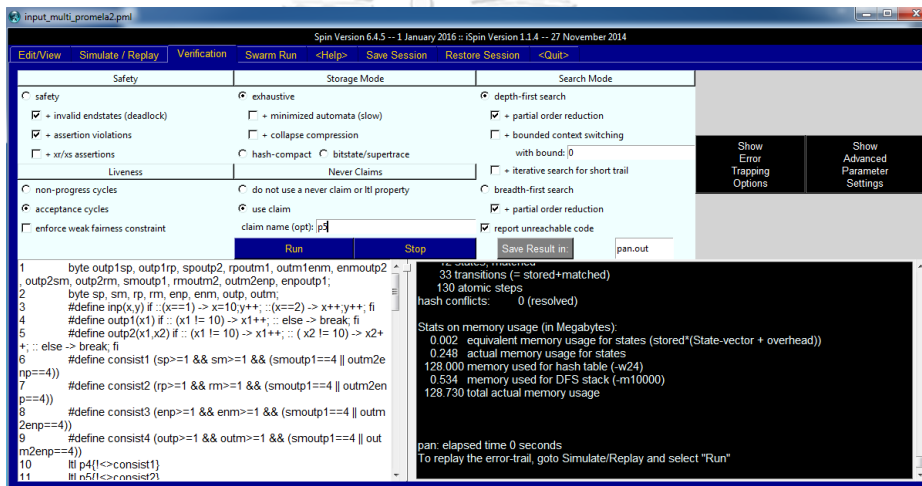 input_multi_promela2.pml
Spin Version 6.4.5 -- 1 January 2016 :: iSpin Version 1.1.4 -- 27 November 2014
Edit/View Simulate / Replay Verification Swarm Run <Help> Save Session Restore Session <Quit>
Safety Storage Mode Search Mode
safety exhaustive depth-first search
+ invalid endstates (deadlock) + minimized automata (slow) + partial order reduction
+ assertion violations + collapse compression + bounded context switching
+ xr/xs assertions hash-compact bitstate/supertrace with bound: 0
Liveness Never Claims + iterative search for short trail
non-progress cycles do not use a never claim or ltl property breadth-first search
acceptance cycles use claim + partial order reduction
enforce weak fairness constraint claim name (opt): p5 report unreachable code
Run Stop Save Result in: pan.out
Show
Error
Trapping
Options
Show
Advanced
Parameter
Settings
1 byte outp1sp, outp1rp, spoutp2, rpoutm1, outm1enm, enmoutp2
, outp2sm, outp2rm, smoutp1, rmoutm2, outm2enp, enpoutp1;
2 byte sp, sm, rp, rm, enp, enm, outp, outm;
3 #define inp(x,y) if ::(x==1) -> x=10;y++; ::(x==2) -> x++;y++; fi
4 #define outp1(x1) if :: (x1 != 10) -> x1++; :: else -> break; fi
5 #define outp2(x1,x2) if :: (x1 != 10) -> x1++; :: ( x2 != 10) -> x2+
+; :: else -> break; fi
6 #define consist1 (sp>=1 && sm>=1 && (smoutp1==4 || outm2e
np==4))
7 #define consist2 (rp>=1 && rm>=1 && (smoutp1==4 || outm2en
p==4))
8 #define consist3 (enp>=1 && enm>=1 && (smoutp1==4 || outm
2enp==4))
9 #define consist4 (outp>=1 && outm>=1 && (smoutp1==4 || out
m2enp==4))
10 ltl p4{!<>consist1}
11 ltl p5{!<>consist2}
12 states, matched
33 transitions (= stored+matched)
130 atomic steps
hash conflicts: 0 (resolved)
Stats on memory usage (in Megabytes):
0.002 equivalent memory usage for states (stored*(State-vector + overhead))
0.248 actual memory usage for states
128.000 memory used for hash table (-w24)
0.534 memory used for DFS stack (-m10000)
128.730 total actual memory usage
pan: elapsed time 0 seconds
To replay the error-trail, goto Simulate/Replay and select "Run"